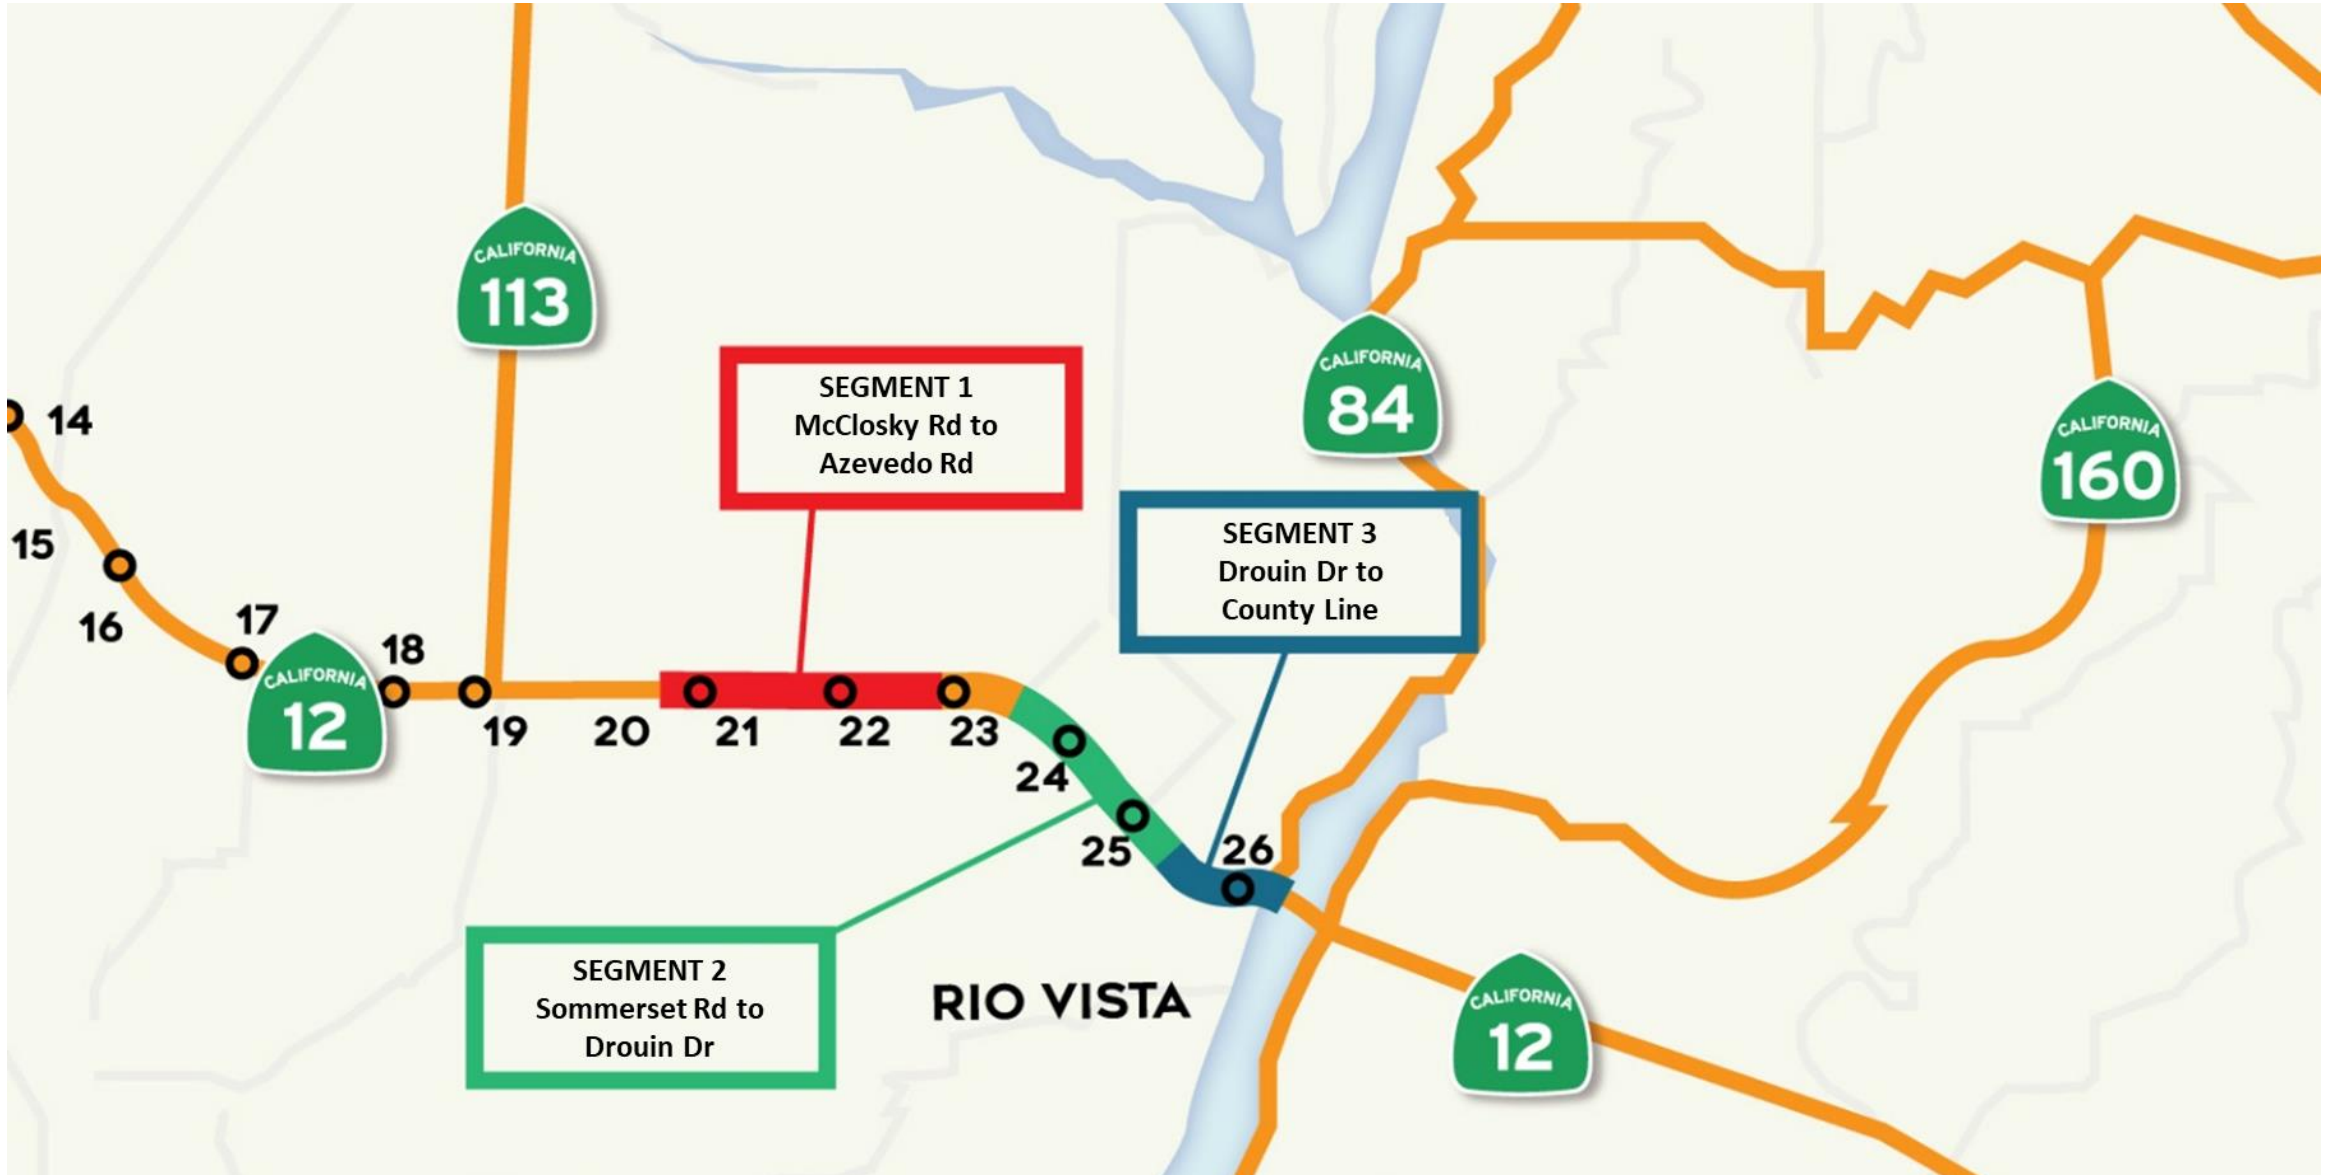 CALIFORNIA
113
SEGMENT 1
McClosky Rd to
Azevedo Rd
CALIFORNIA
84
14
CALIFORNIA
160
15
SEGMENT 3
Drouin Dr to
County Line
16
17
18
CALIFORNIA
12
19
20
21
22
23
24
25
26
SEGMENT 2
Sommerset Rd to
Drouin Dr
RIO VISTA
CALIFORNIA
12